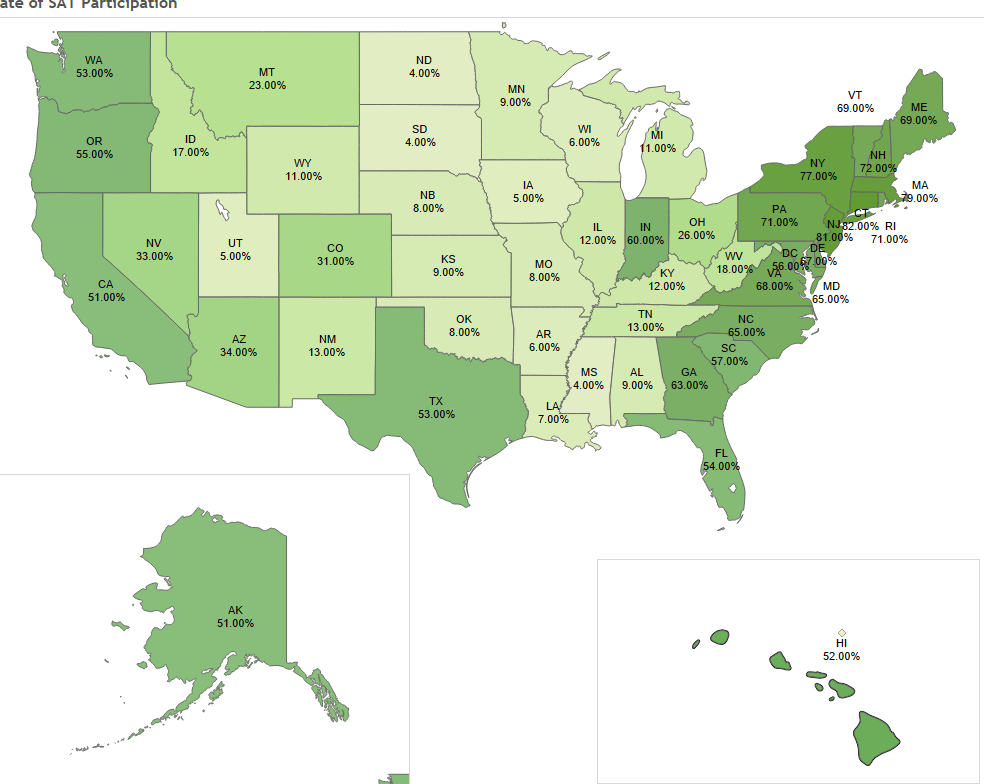 ate of SAT Participation
WA
53.00%
MT
23.00%
ND
4.00%
MN
9.00%
VT
69.00%
ME
69.00%
OR
55.00%
ID
17.00%
SD
4.00%
WI
6.00%
MI
11.00%
NH
72.00%
NY
77.00%
WY
11.00%
IA
5.00%
MA
79.00%
NB
8.00%
PA
71.00%
CT
82.00%
RI
71.00%
NJ
81.00%
NV
33.00%
UT
5.00%
CO
31.00%
IL
12.00%
IN
60.00%
OH
26.00%
DE
67.00%
DC
56.00%
WV
18.00%
VA
68.00%
KS
9.00%
MO
8.00%
KY
12.00%
MD
65.00%
CA
51.00%
OK
8.00%
TN
13.00%
NC
65.00%
AZ
34.00%
NM
13.00%
AR
6.00%
SC
57.00%
MS
4.00%
AL
9.00%
GA
63.00%
TX
53.00%
LA
7.00%
FL
54.00%
AK
51.00%
HI
52.00%